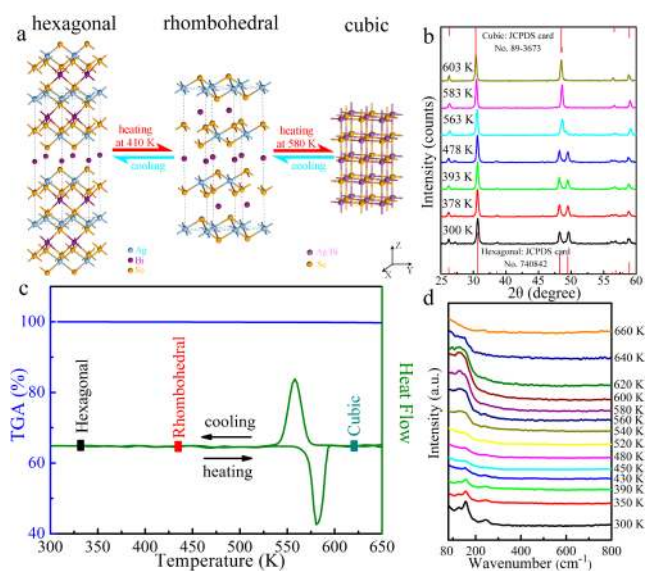 a
hexagonal
rhombohedral
cubic
heating
at 410 K
cooling
heating
at 580 K
cooling
Ag
Bi
Se
Ag/Bi
Se
Z
X
Y
b
Cubic: JCPDS card
No. 89-3673
603 K
583 K
563 K
478 K
393 K
378 K
300 K
Hexagonal: JCPDS card
No. 740842
Intensity (counts)
25 30 35 40 45 50 55 60
2θ (degree)
c
100
80
60
40
TGA (%)
Hexagonal
Rhombohedral
Cubic
cooling
heating
Heat Flow
300 350 400 450 500 550 600 650
Temperature (K)
d
660 K
640 K
620 K
600 K
580 K
560 K
540 K
520 K
480 K
450 K
430 K
390 K
350 K
300 K
Intensity (a.u.)
80 200 400 600 800
Wavenumber (cm⁻¹)